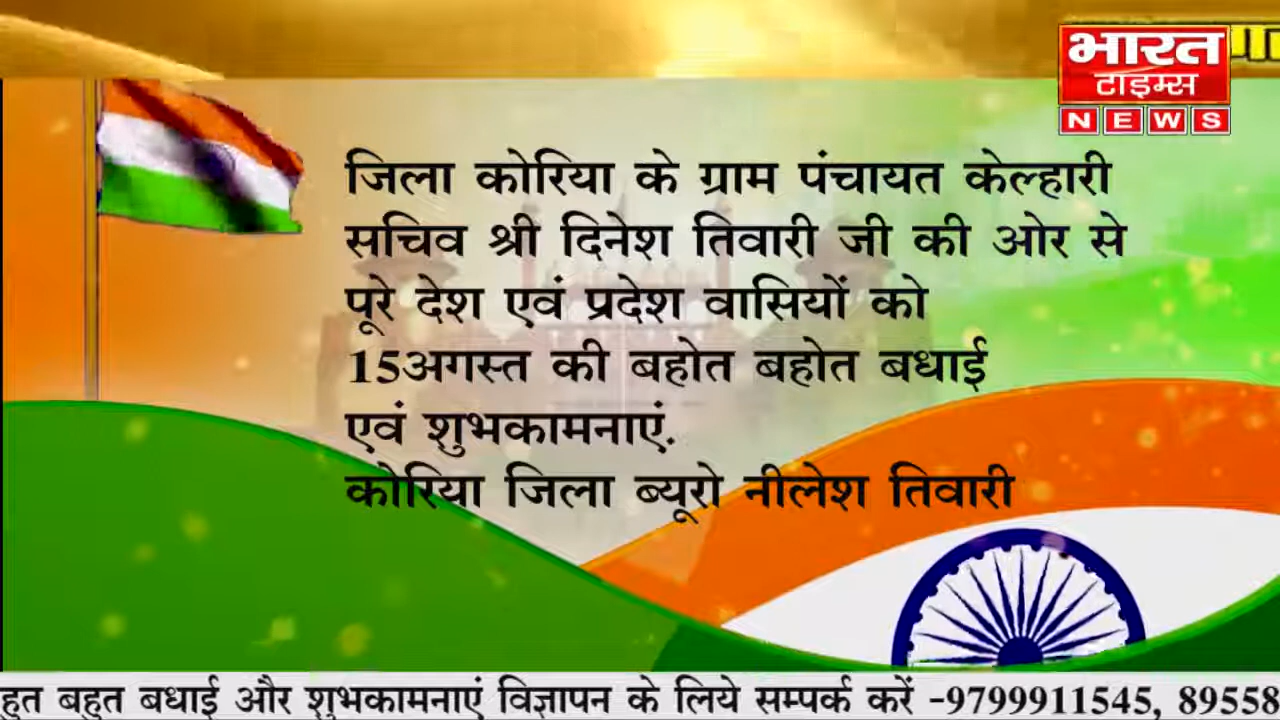 भारत
टाइम्स
NEWS
जिला कोरिया के ग्राम पंचायत केल्हारी
सचिव श्री दिनेश तिवारी जी की ओर से
पूरे देश एवं प्रदेश वासियों को
15अगस्त की बहोत बहोत बधाई
एवं शुभकामनाएं.
कोरिया जिला ब्यूरो नीलेश तिवारी
बहुत बधाई और शुभकामनाएं विज्ञापन के लिये सम्पर्क करें -9799911545, 89558